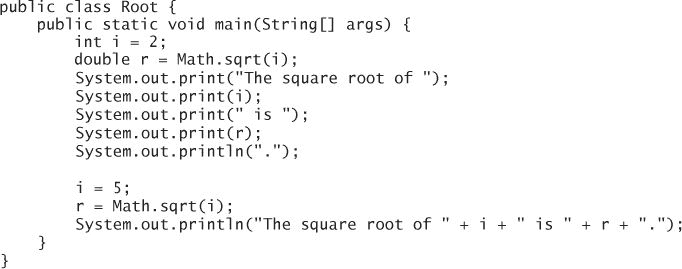 public class Root {
    public static void main(String[] args) {
        int i = 2;
        double r = Math.sqrt(i);
        System.out.print("The square root of ");
        System.out.print(i);
        System.out.print(" is ");
        System.out.print(r);
        System.out.println(".");

        i = 5;
        r = Math.sqrt(i);
        System.out.println("The square root of " + i + " is " + r + ".");
    }
}